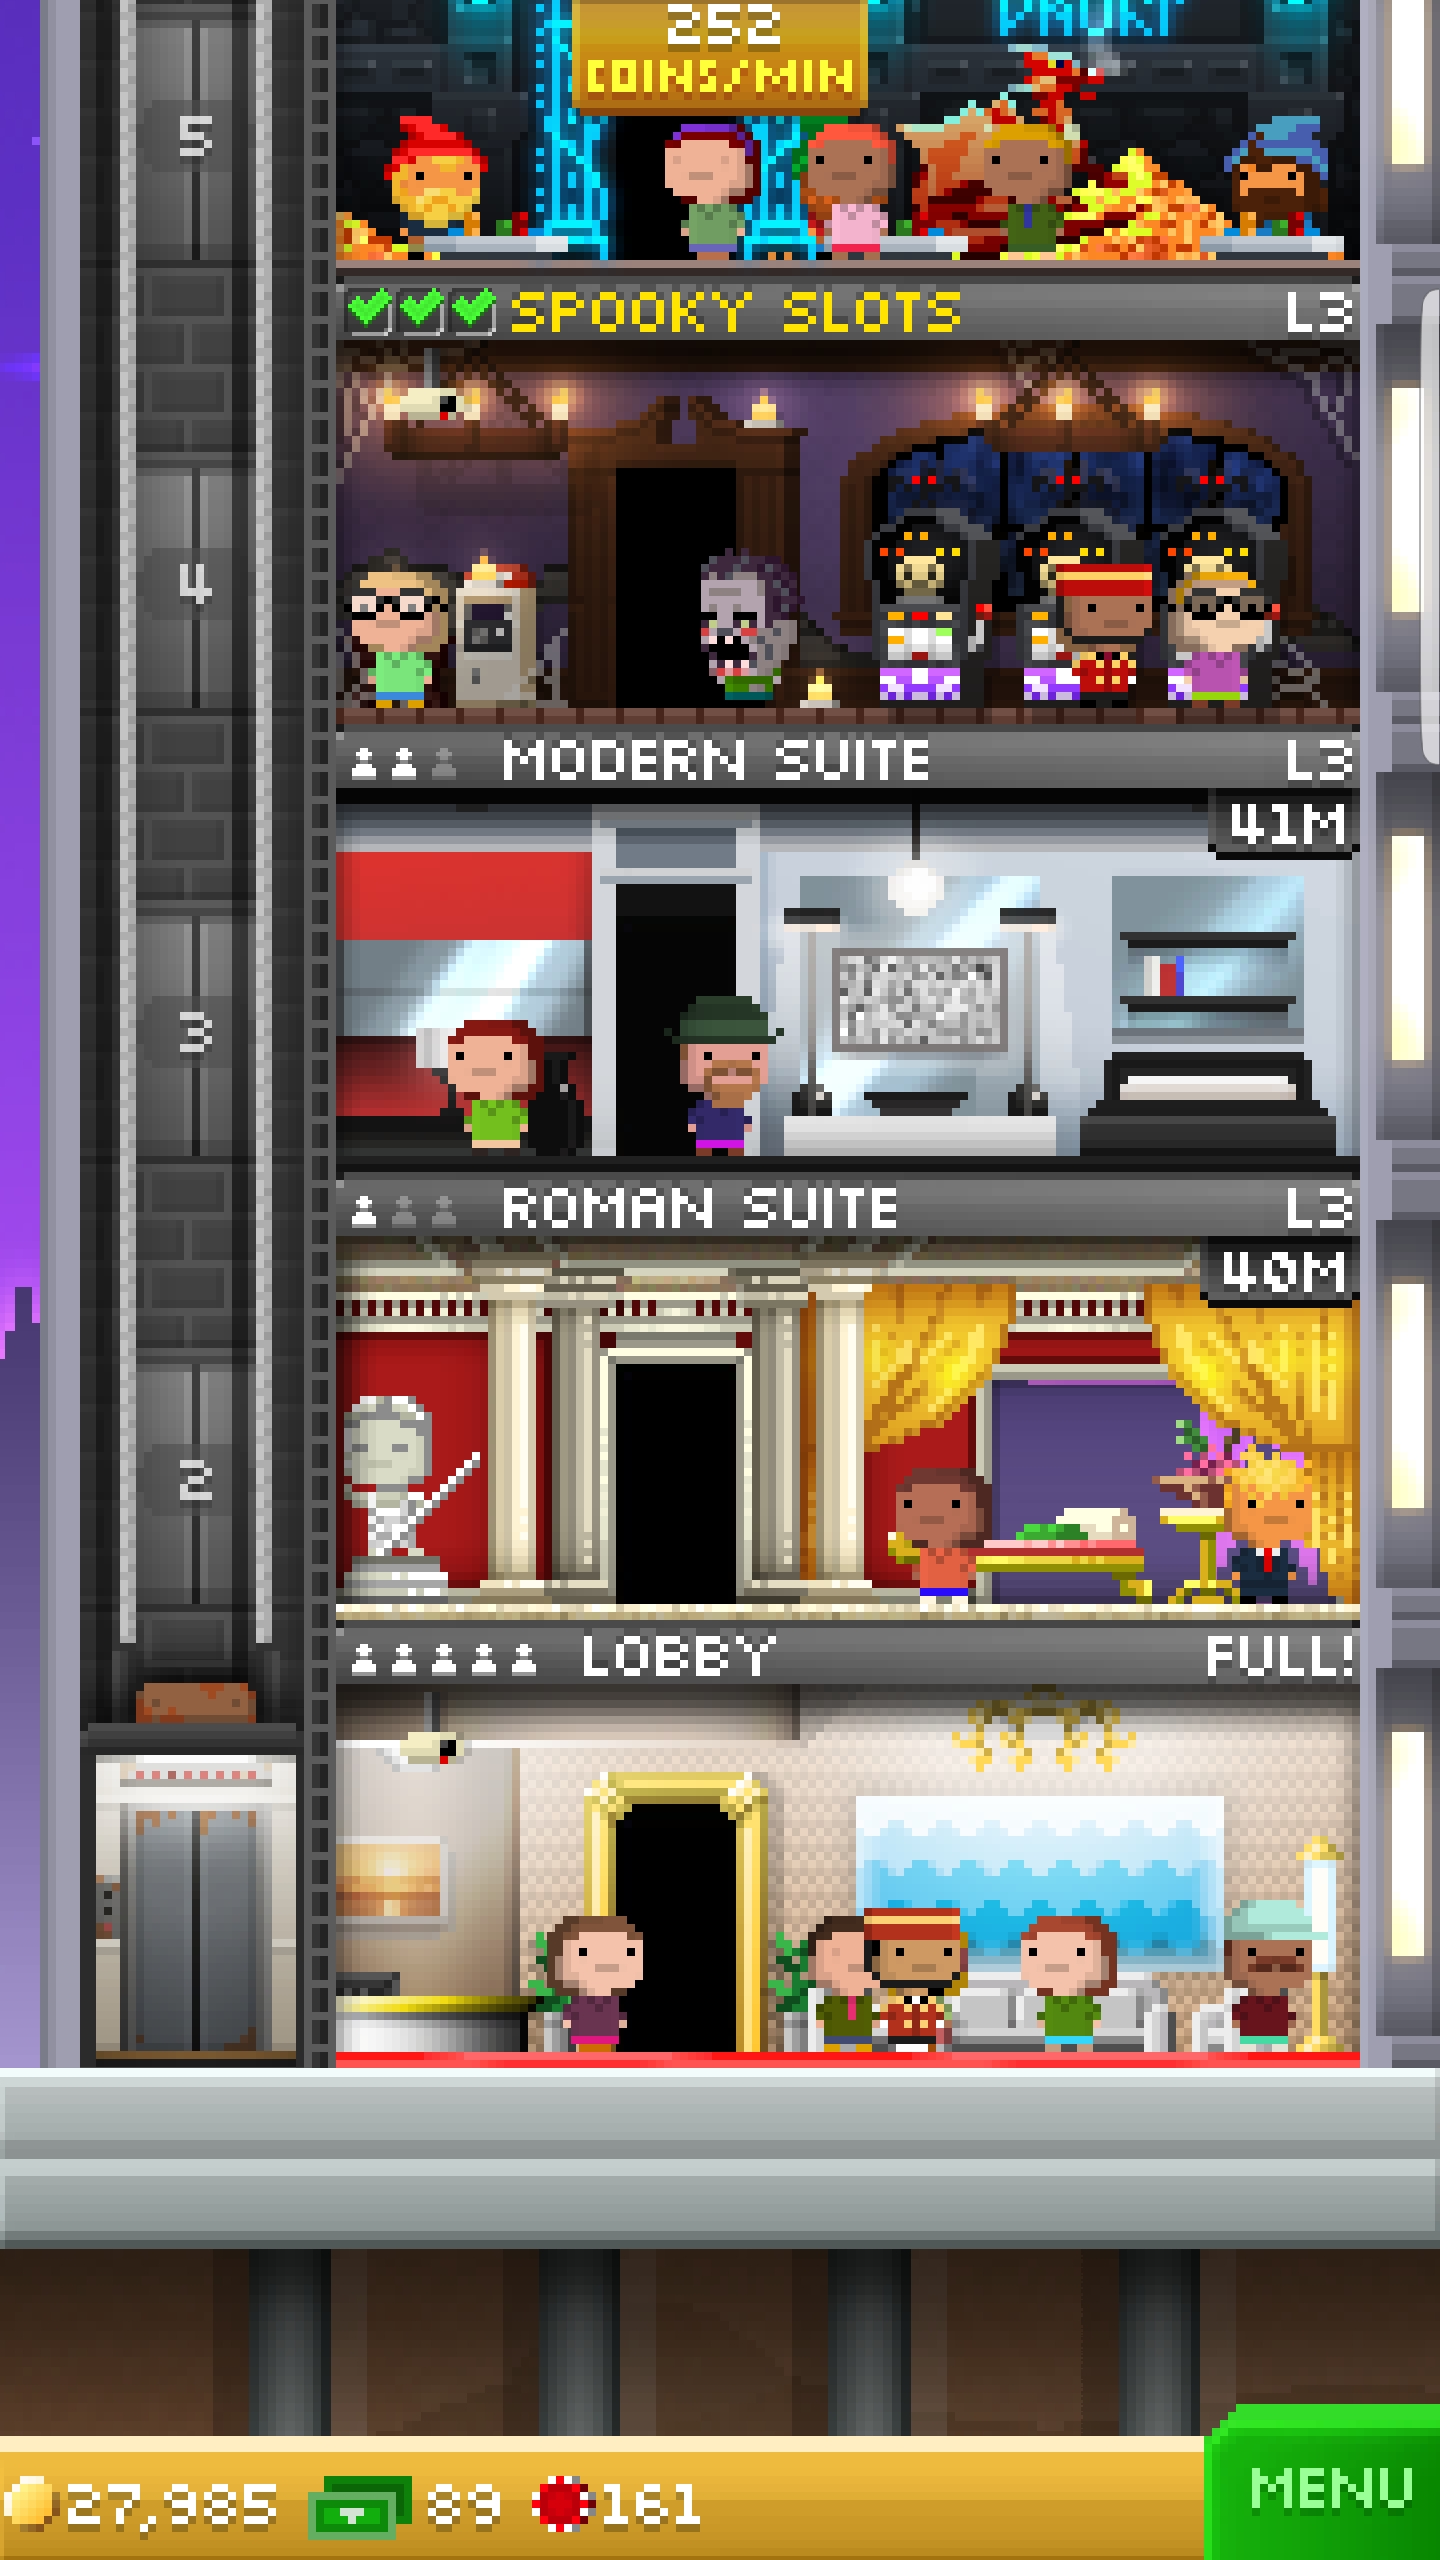 252
COINS/MIN
5
SPOOKY SLOTS L3
4
MODERN SUITE L3
41M
3
ROMAN SUITE L3
40M
2
LOBBY FULL!
27,985 89 161
MENU